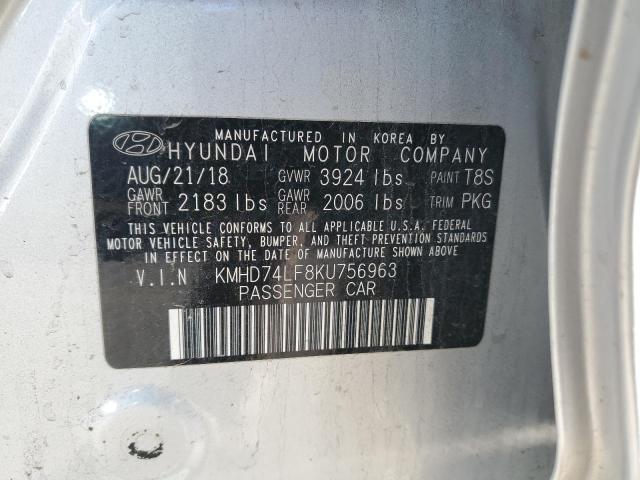 MANUFACTURED IN KOREA BY
HYUNDAI MOTOR COMPANY
AUG/21/18 GVWR 3924 lbs PAINT T8S
GAWR FRONT 2183 lbs GAWR REAR 2006 lbs TRIM PKG
THIS VEHICLE CONFORMS TO ALL APPLICABLE U.S.A. FEDERAL
MOTOR VEHICLE SAFETY, BUMPER, AND THEFT PREVENTION
STANDARDS IN EFFECT ON THE DATE OF MANUFACTURE SHOWN ABOVE
V.I.N KMHD74LF8KU756963
PASSENGER CAR